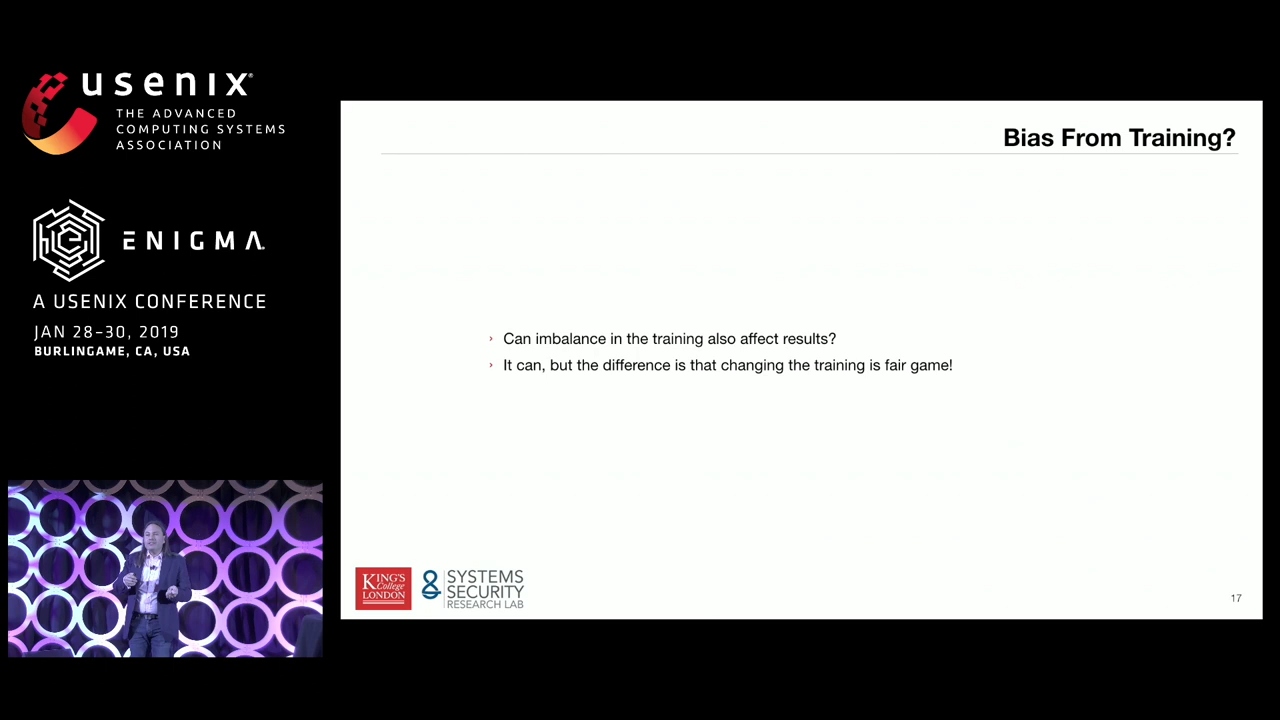 usenix®
THE ADVANCED
COMPUTING SYSTEMS
ASSOCIATION
ENIGMA
A USENIX CONFERENCE
JAN 28–30, 2019
BURLINGAME, CA, USA
Bias From Training?
› Can imbalance in the training also affect results?
› It can, but the difference is that changing the training is fair game!
KING'S
College
LONDON
SYSTEMS
SECURITY
RESEARCH LAB
17